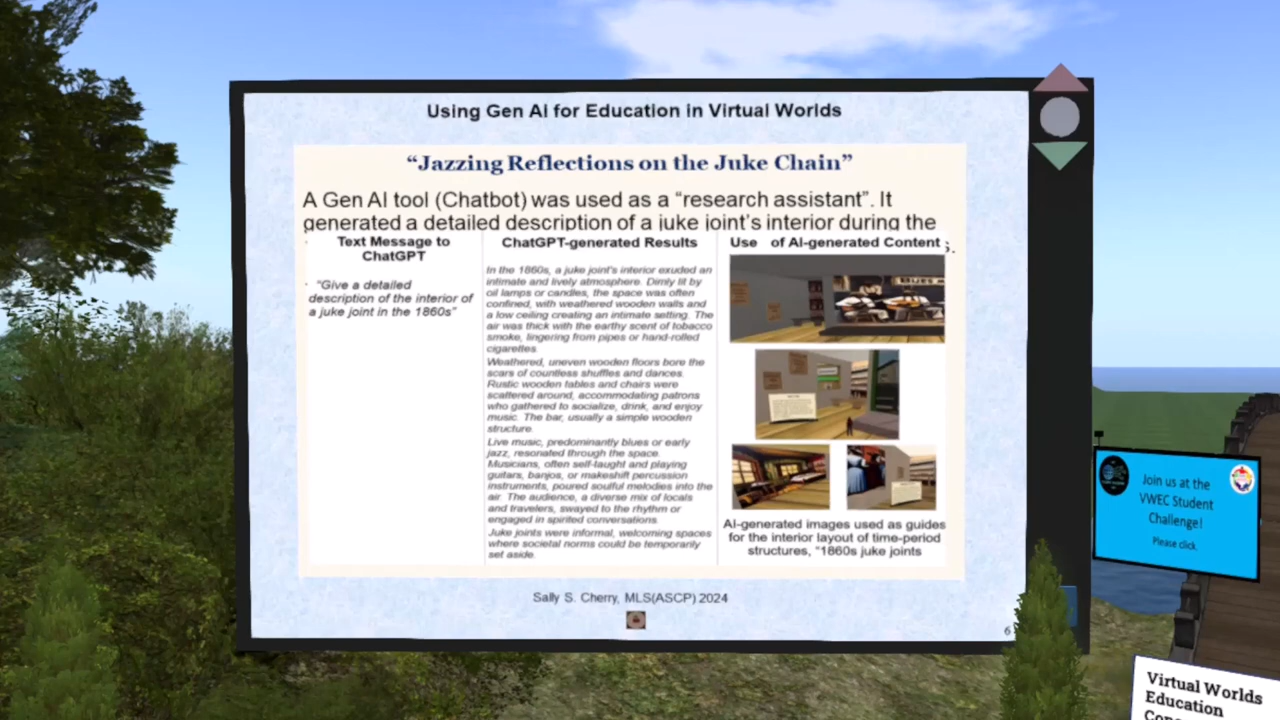 Using Gen AI for Education in Virtual Worlds
“Jazzing Reflections on the Juke Chain”
A Gen AI tool (Chatbot) was used as a “research assistant”. It
generated a detailed description of a juke joint’s interior during the
s.
Text Message to
ChatGPT
“Give a detailed
description of the interior of
a juke joint in the 1860s”
ChatGPT-generated Results
In the 1860s, a juke joint's interior exuded an
intimate and lively atmosphere. Dimly lit by
oil lamps or candles, the space was often
confined, with weathered wooden walls and
a low ceiling creating an intimate setting. The
air was thick with the earthy scent of tobacco
smoke, lingering from pipes or hand-rolled
cigarettes.
Weathered, uneven wooden floors bore the
scars of countless shuffles and dances.
Rustic wooden tables and chairs were
scattered around, accommodating patrons
who gathered to socialize, drink, and enjoy
music. The bar, usually a simple wooden
structure.
Live music, predominantly blues or early
jazz, resonated through the space.
Musicians, often self-taught and playing
guitars, banjos, or makeshift percussion
instruments, poured soulful melodies into the
air. The audience, a diverse mix of locals
and travelers, swayed to the rhythm or
engaged in spirited conversations.
Juke joints were informal, welcoming spaces
where societal norms could be temporarily
set aside.
Use of AI-generated Content
AI-generated images used as guides
for the interior layout of time-period
structures, “1860s juke joints
Sally S. Cherry, MLS(ASCP) 2024
6
Join us at the
VWEC Student
Challenge!
Please click.
Virtual Worlds
Education